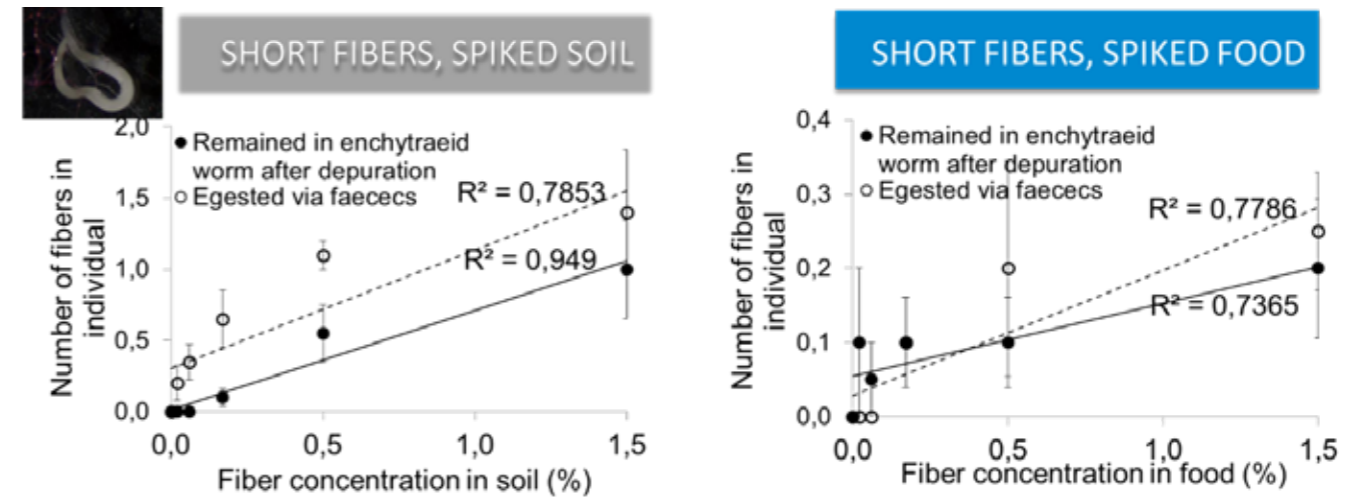 SHORT FIBERS, SPIKED SOIL
2,0
1,5
1,0
0,5
0,0
Number of fibers in
individual
Remained in enchytraeid
worm after depuration
Egested via faececs
R² = 0,7853
R² = 0,949
0,0 0,5 1,0 1,5
Fiber concentration in soil (%)
SHORT FIBERS, SPIKED FOOD
0,4
0,3
0,2
0,1
0,0
Number of fibers in
individual
Remained in enchytraeid
worm after depuration
Egested via faececs
R² = 0,7786
R² = 0,7365
0,0 0,5 1,0 1,5
Fiber concentration in food (%)